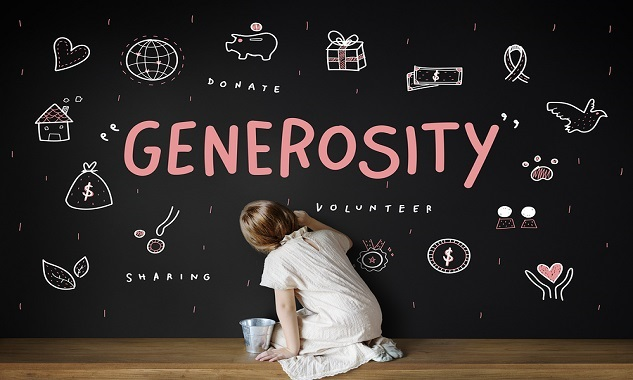 DONATE
"GENEROSITY"
VOLUNTEER
SHARING
$
$
$